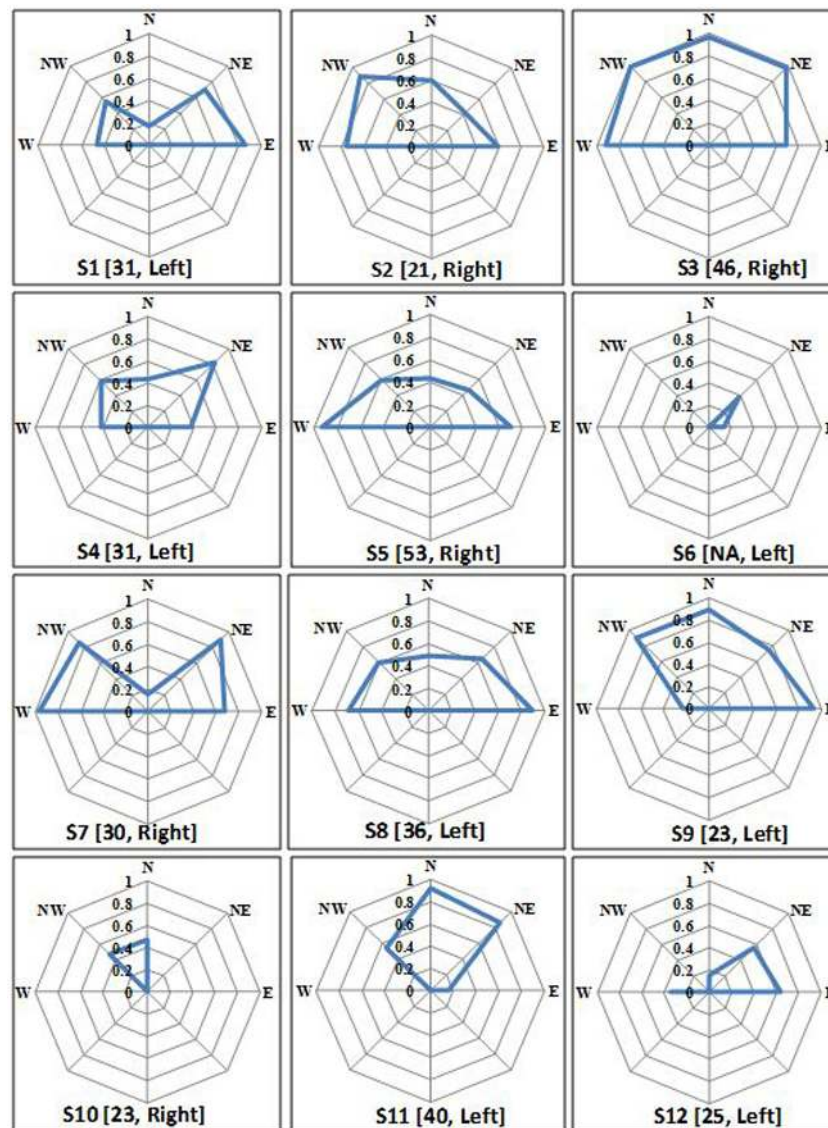 N
1
NW 0.8 NE
0.6
0.4
0.2
W 0 E
S1 [31, Left]
N
1
NW 0.8 NE
0.6
0.4
0.2
W 0 E
S2 [21, Right]
N
1
NW 0.8 NE
0.6
0.4
0.2
W 0
S3 [46, Right]
N
1
NW 0.8 NE
0.6
0.4
0.2
W 0 E
S4 [31, Left]
N
1
NW 0.8 NE
0.6
0.4
0.2
W 0 E
S5 [53, Right]
N
1
NW 0.8 NE
0.6
0.4
0.2
W 0
S6 [NA, Left]
N
1
NW 0.8 NE
0.6
0.4
0.2
W 0 E
S7 [30, Right]
N
1
NW 0.8 NE
0.6
0.4
0.2
W 0 E
S8 [36, Left]
N
1
NW 0.8 NE
0.6
0.4
0.2
W 0
S9 [23, Left]
N
1
NW 0.8 NE
0.6
0.4
0.2
W 0 E
S10 [23, Right]
N
1
NW 0.8 NE
0.6
0.4
0.2
W 0 E
S11 [40, Left]
N
1
NW 0.8 NE
0.6
0.4
0.2
W 0
S12 [25, Left]